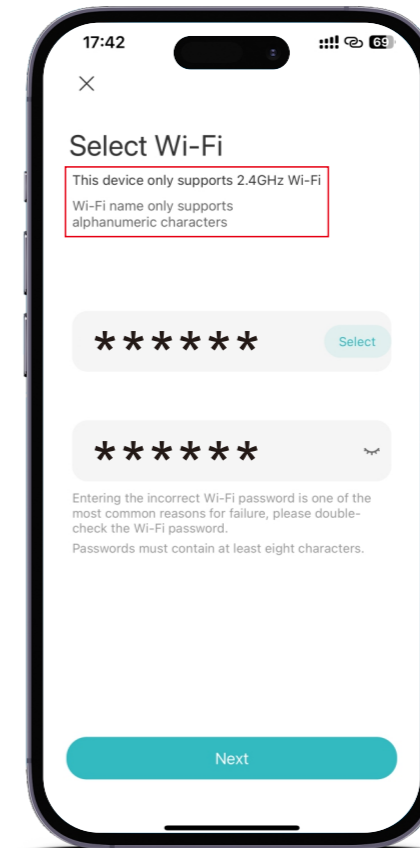 17:42
69
Select Wi-Fi
This device only supports 2.4GHz Wi-Fi
Wi-Fi name only supports
alphanumeric characters
******
Select
******
Entering the incorrect Wi-Fi password is one of the
most common reasons for failure, please double-
check the Wi-Fi password.
Passwords must contain at least eight characters.
Next